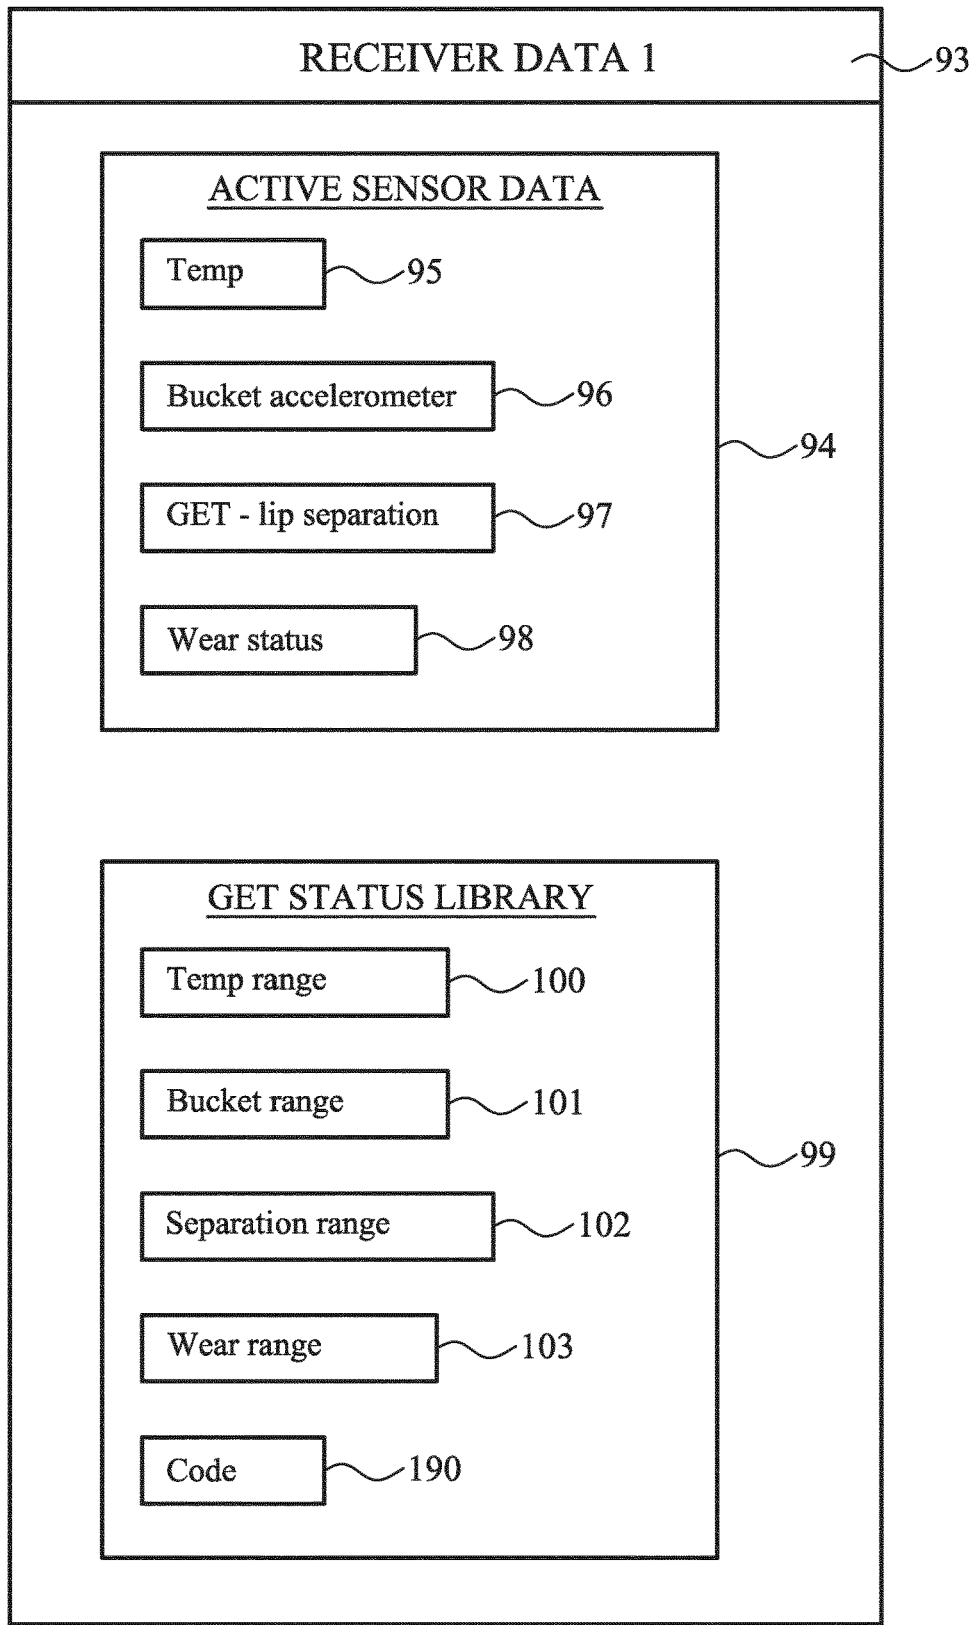 RECEIVER DATA 1
93
ACTIVE SENSOR DATA
Temp
95
Bucket accelerometer
96
94
GET - lip separation
97
Wear status
98
GET STATUS LIBRARY
Temp range
100
Bucket range
101
99
Separation range
102
Wear range
103
Code
190